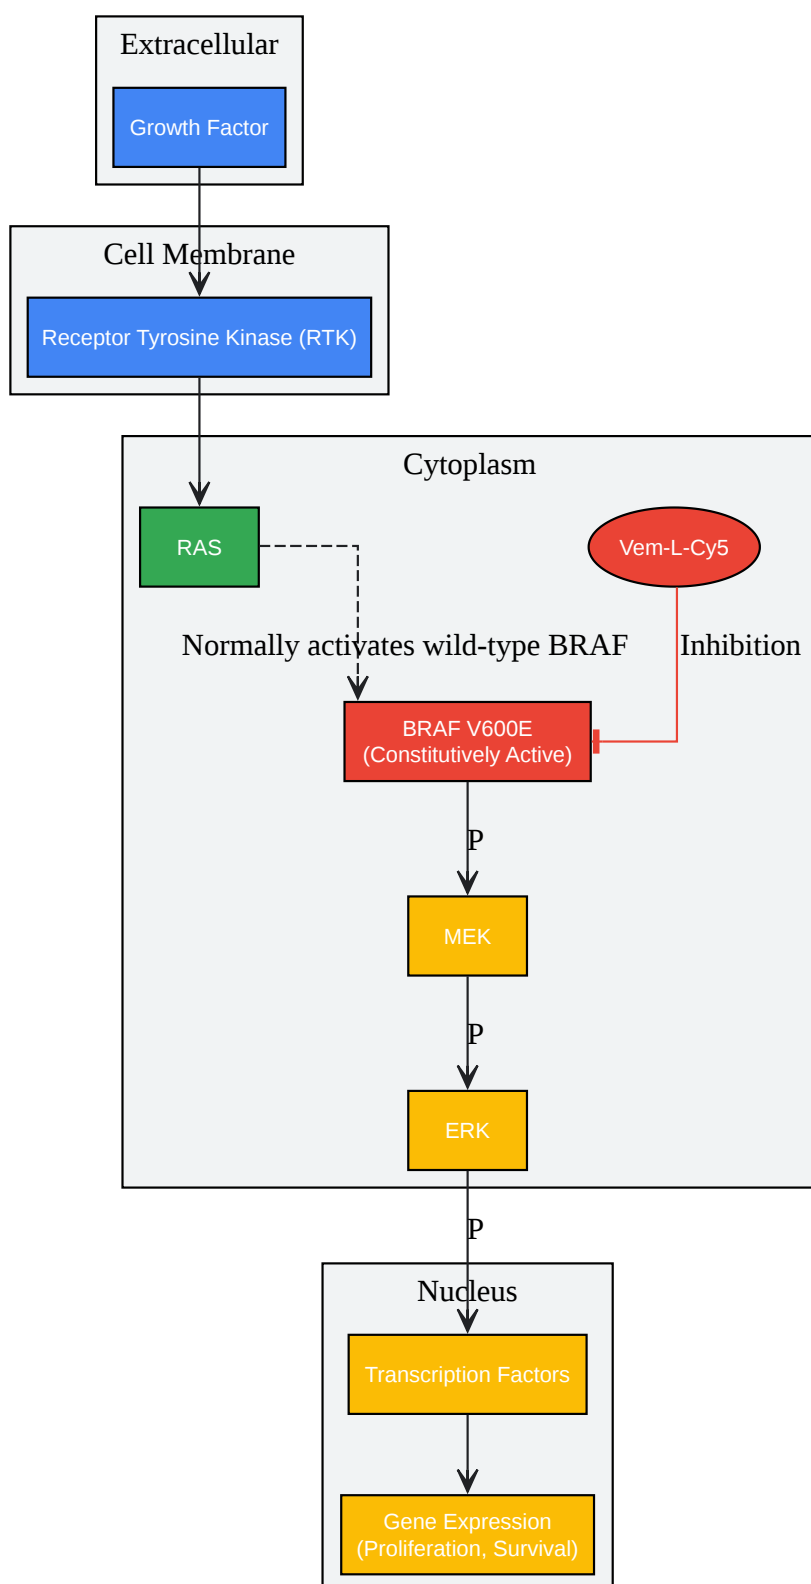 Extracellular
Growth Factor
Cell Membrane
Receptor Tyrosine Kinase (RTK)
Cytoplasm
RAS
Vem-L-Cy5
Normally activates wild-type BRAF
Inhibition
BRAF V600E
(Constitutively Active)
P
MEK
P
ERK
P
Nucleus
Transcription Factors
Gene Expression
(Proliferation, Survival)